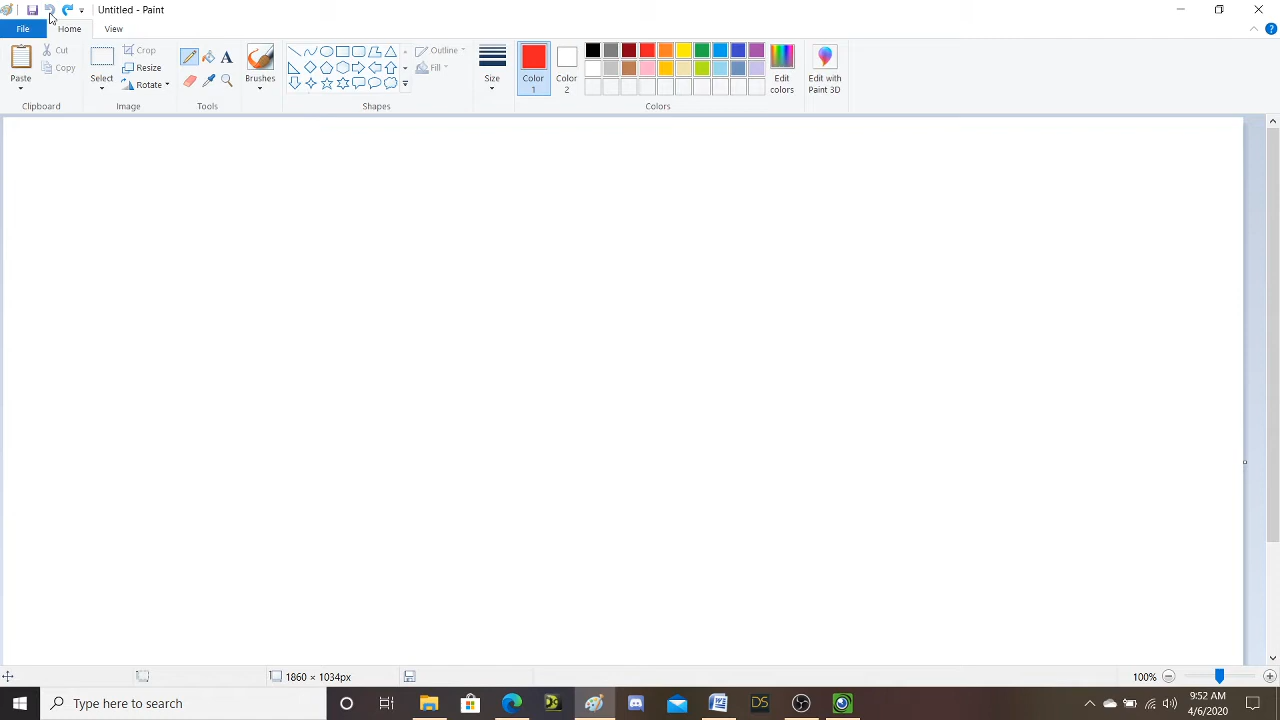 Untitled - Paint
File
Home
View
Paste
Cut
Copy
Clipboard
Select
Crop
Resize
Rotate
Image
Tools
Brushes
Shapes
Outline
Fill
Size
Color 1
Color 2
Colors
Edit colors
Edit with Paint 3D
1860 × 1034px
100%
Type here to search
9:52 AM
4/6/2020